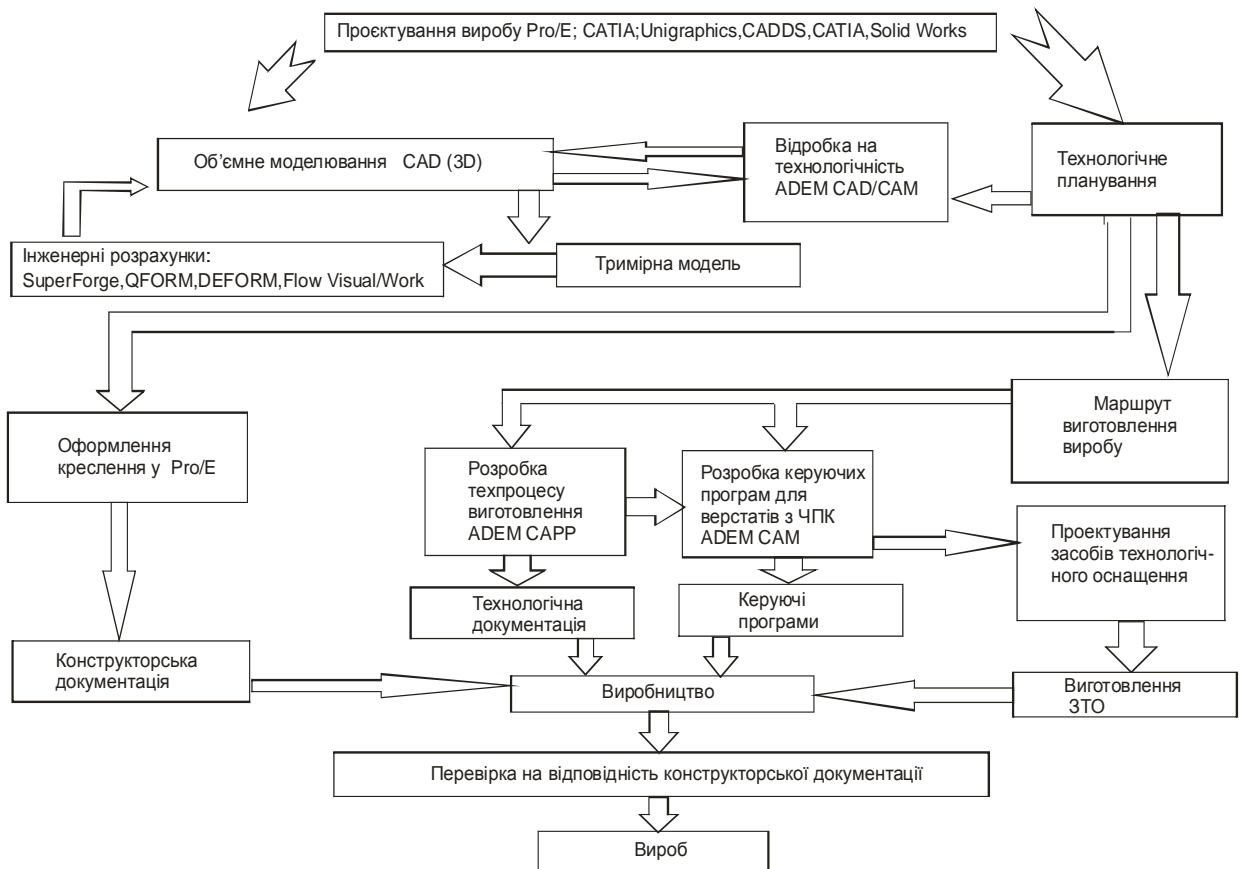 Проєктування виробу Pro/E; CATIA;Unigraphics,CADDS,CATIA,Solid Works
Об’ємне моделювання CAD (3D)
Відробка на
технологічність
ADEM CAD/CAM
Технологічне
планування
Інженерні розрахунки:
SuperForge,QFORM,DEFORM,Flow Visual/Work
Тримірна модель
Маршрут
виготовлення
виробу
Оформлення
креслення у Pro/E
Розробка
техпроцесу
виготовлення
ADEM CAPP
Розробка керуючих
програм для
верстатів з ЧПК
ADEM CAM
Проектування
засобів технологіч-
ного оснащення
Технологічна
документація
Керуючі
програми
Конструкторська
документація
Виробництво
Виготовлення
ЗТО
Перевірка на відповідність конструкторської документації
Вироб